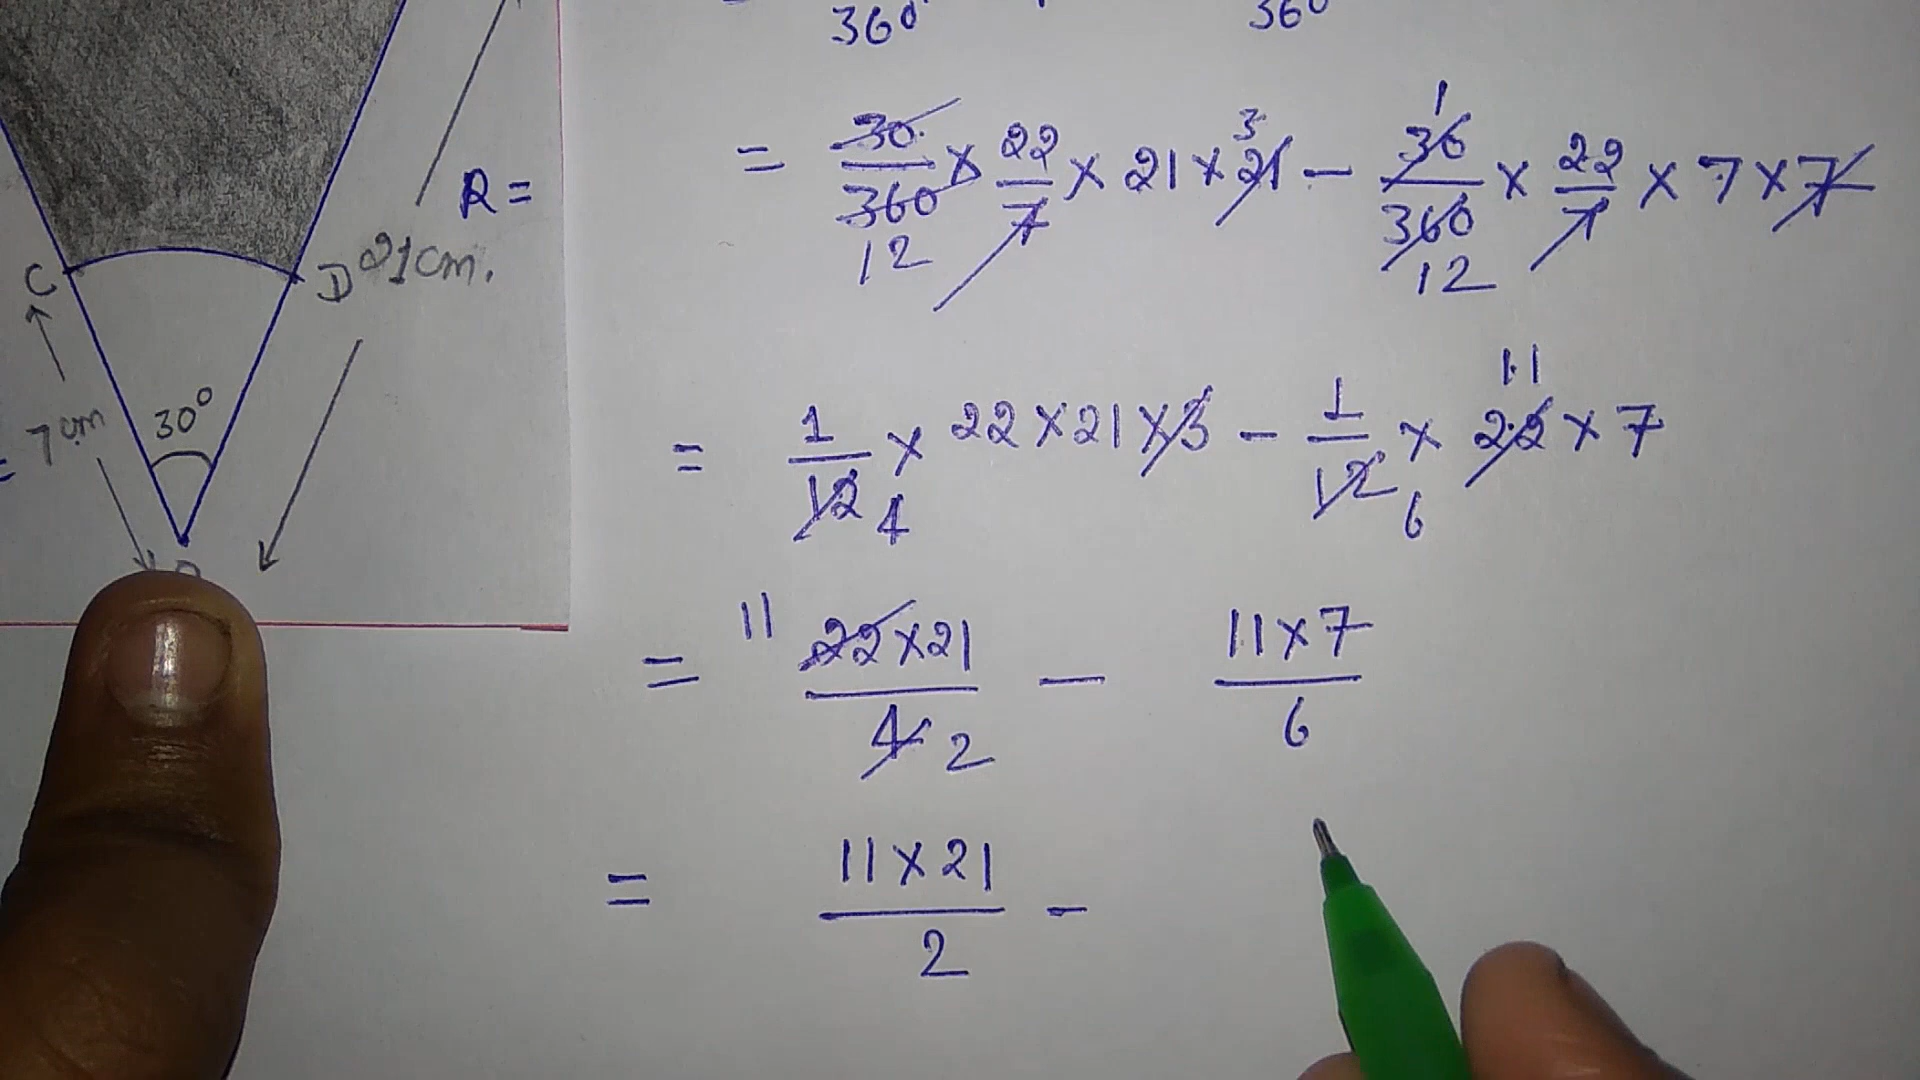 360° 360
= 30/360 12 × 22/7 × 21 × 21 3 - 30 1/360 12 × 22/7 × 7 × 7
R =
C D 21cm.
= 1/12 4 × 22 × 21 × 3 - 1/12 6 × 22 11 × 7
7 cm 30°
= 11 22×21/4 2 - 11×7/6
= 11×21/2 -